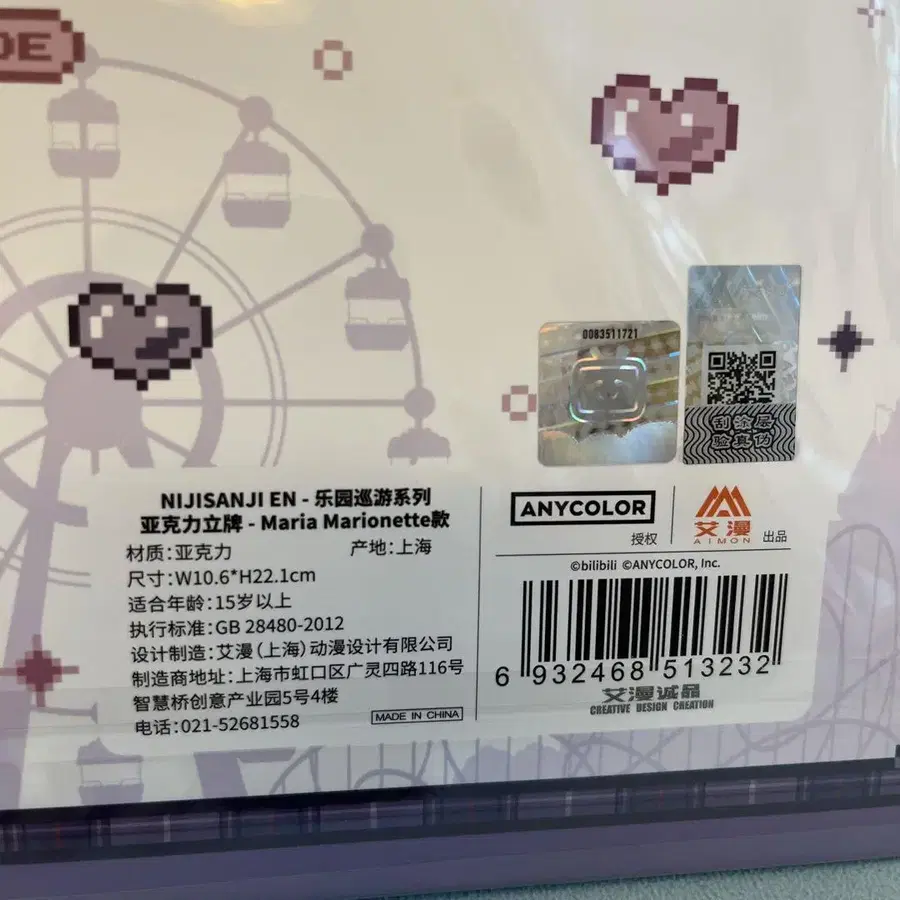 DE
0083511721
刮涂层
验真伪
NIJISANJI EN - 乐园巡游系列
亚克力立牌 - Maria Marionette款
材质：亚克力 产地：上海
尺寸：W10.6*H22.1cm
适合年龄：15岁以上
执行标准：GB 28480-2012
设计制造：艾漫（上海）动漫设计有限公司
制造商地址：上海市虹口区广灵四路116号
智慧桥创意产业园5号4楼
电话：021-52681558
MADE IN CHINA
ANYCOLOR
授权
艾漫
AIMON 出品
©bilibili ©ANYCOLOR, Inc.
6 932468 513232
艾漫诚品
CREATIVE DESIGN CREATION